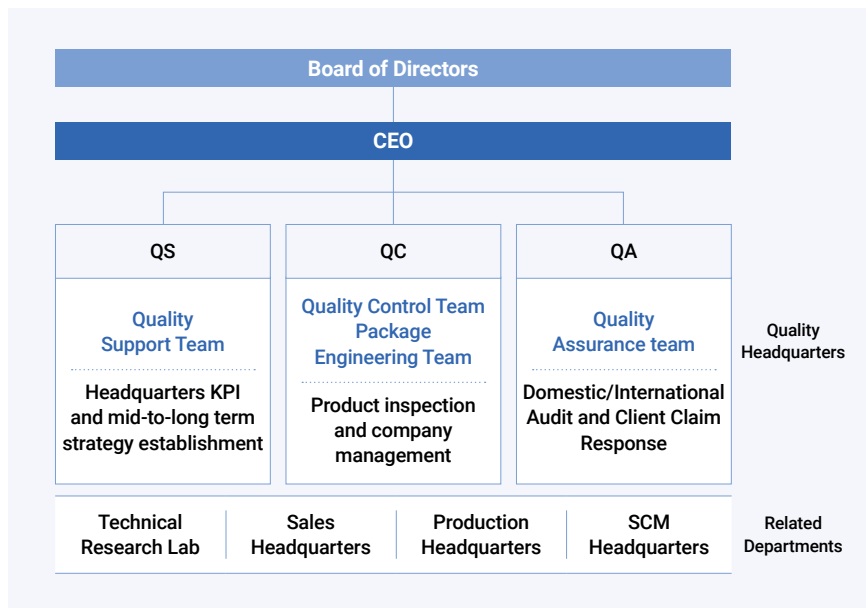 Board of Directors
CEO
QS
Quality
Support Team
Headquarters KPI
and mid-to-long term
strategy establishment
QC
Quality Control Team
Package
Engineering Team
Product inspection
and company
management
QA
Quality
Assurance team
Domestic/International
Audit and Client Claim
Response
Quality
Headquarters
Technical
Research Lab
Sales
Headquarters
Production
Headquarters
SCM
Headquarters
Related
Departments